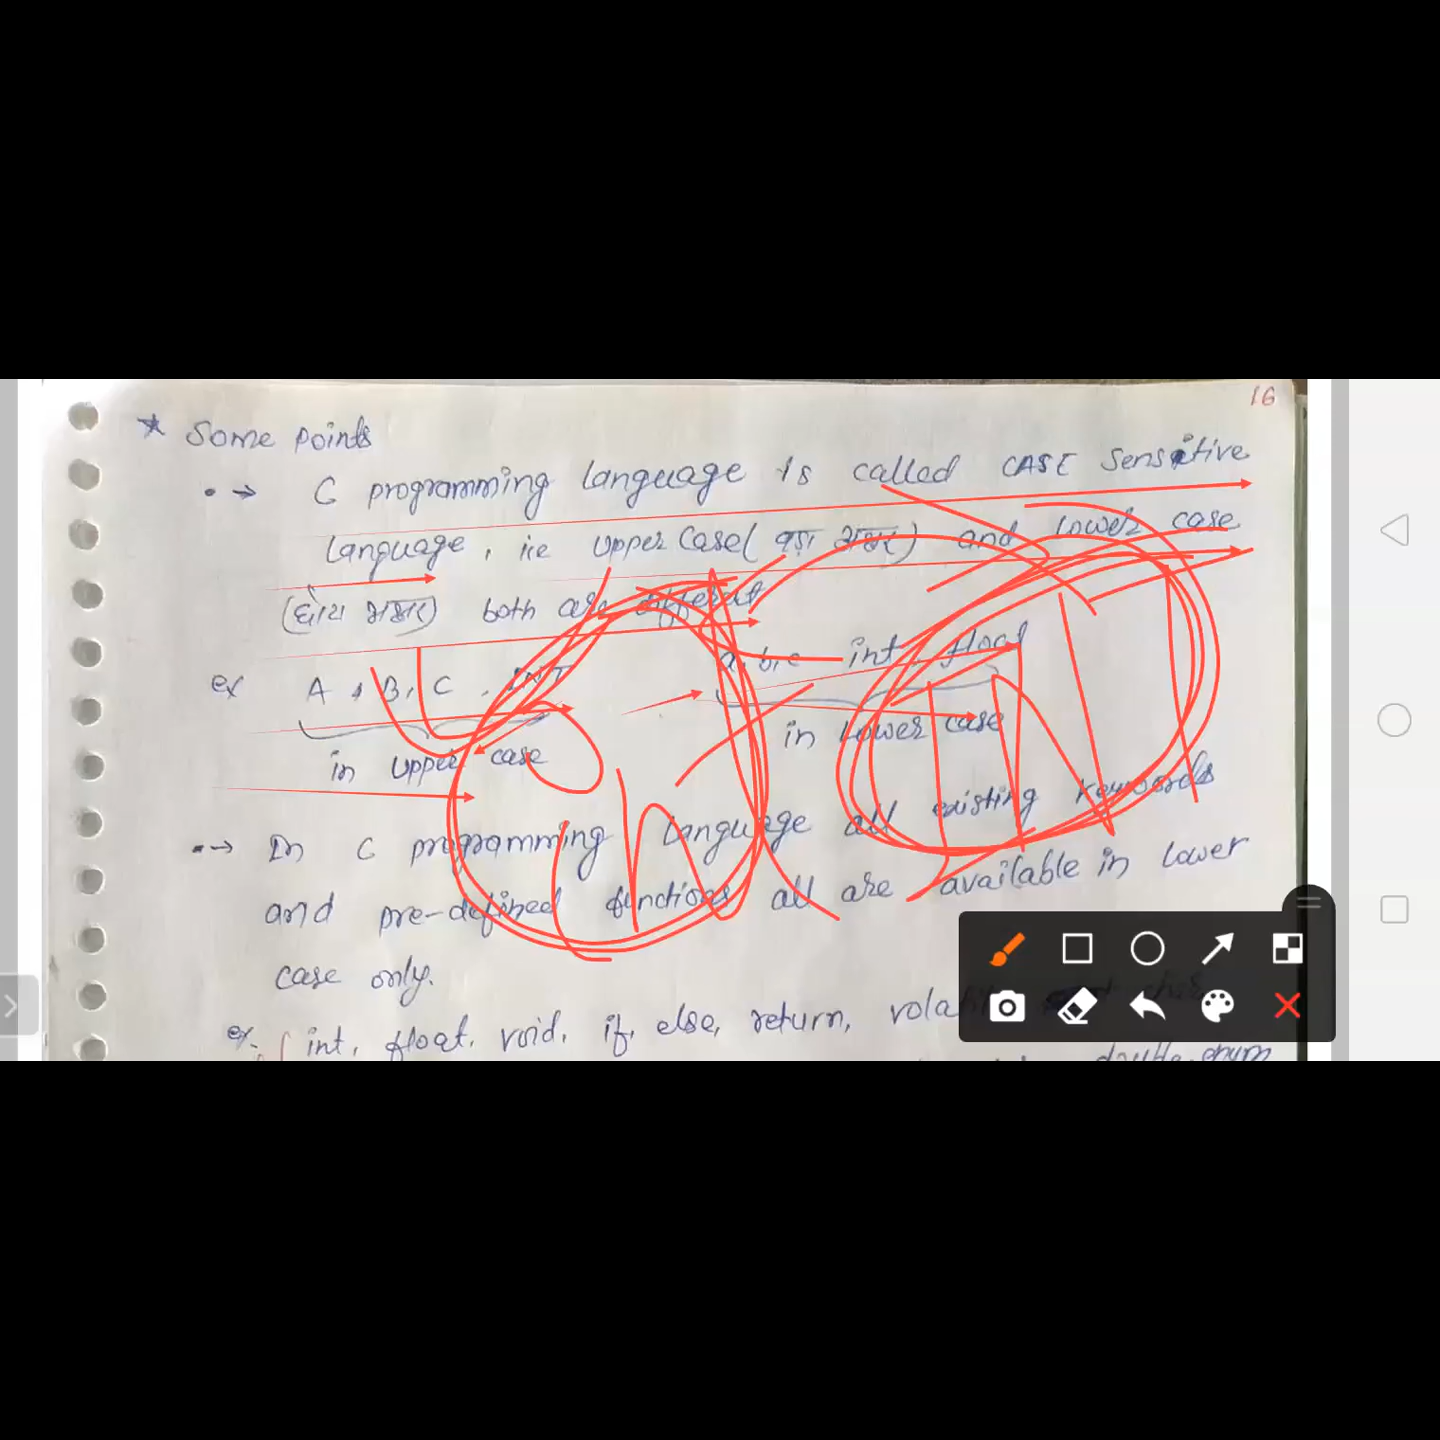 16
* Some points
•→ C programming language is called CASE Sensitive
language, i.e Upper Case (बड़ा अक्षर) and Lower case
(छोटा अक्षर) both are different
ex A, B, C, INT a, b, c int, float
in Upper case in Lower case
•→ In C programming language all existing keywords
and pre-defined functions all are available in lower
case only.
ex. int, float, void, if, else, return,
double, enum